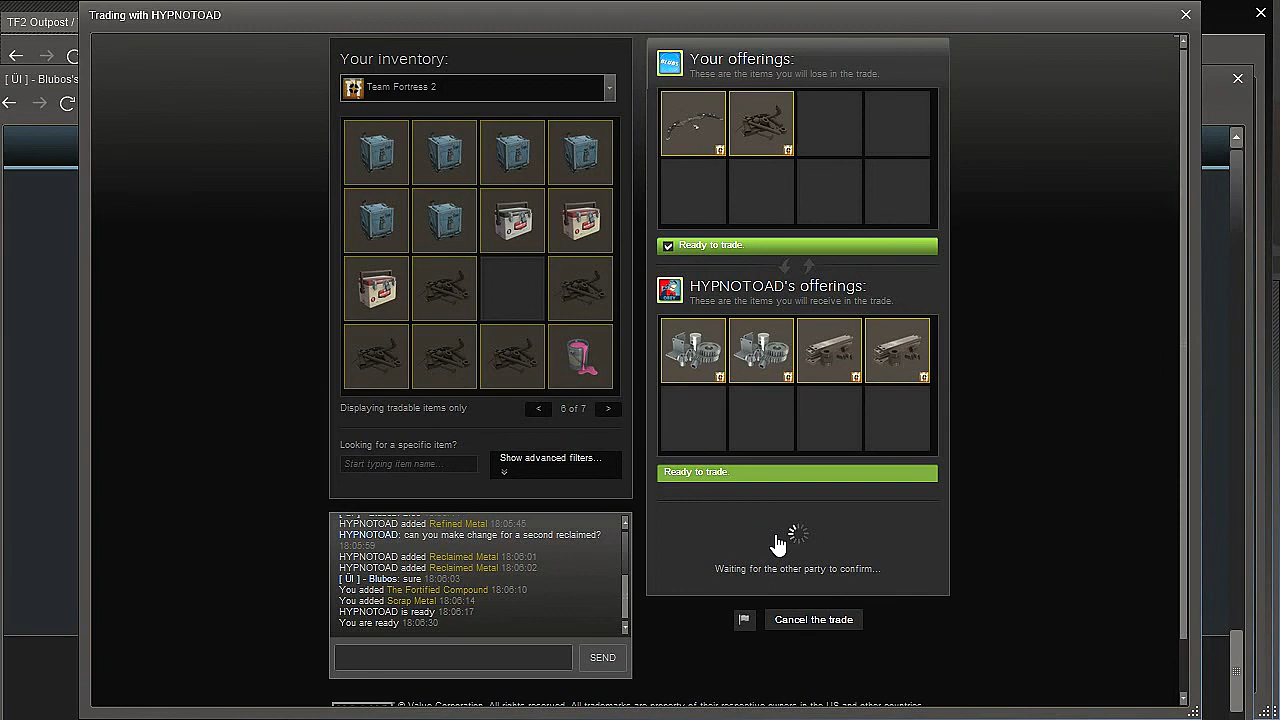 TF2 Outpost /
Trading with HYPNOTOAD
[ ÜI ] - Blubos's
Your inventory:
Team Fortress 2
Displaying tradable items only
< 6 of 7 >
Looking for a specific item?
Start typing item name...
Show advanced filters...
HYPNOTOAD added Refined Metal 18:05:45
HYPNOTOAD: can you make change for a second reclaimed?
18:05:59
HYPNOTOAD added Reclaimed Metal 18:06:01
HYPNOTOAD added Reclaimed Metal 18:06:02
[ ÜI ] - Blubos: sure 18:06:03
You added The Fortified Compound 18:06:10
You added Scrap Metal 18:06:14
HYPNOTOAD is ready 18:06:17
You are ready 18:06:30
SEND
BLUBS
Your offerings:
These are the items you will lose in the trade.
Ready to trade.
OBEY
HYPNOTOAD's offerings:
These are the items you will receive in the trade.
Ready to trade.
Waiting for the other party to confirm...
Cancel the trade
© Valve Corporation. All rights reserved. All trademarks are property of their respective owners in the US and other countries.